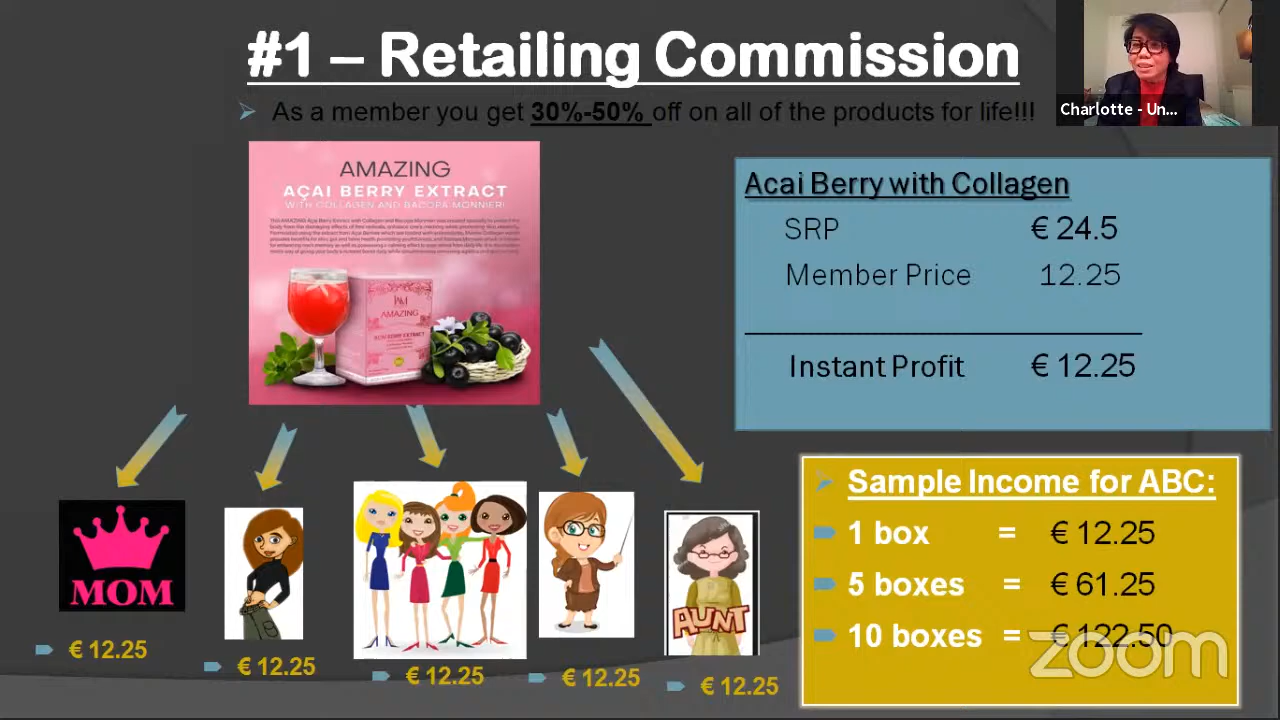 #1 – Retailing Commission
As a member you get 30%-50% off on all of the products for life!!!
Charlotte - Un...
AMAZING
AÇAI BERRY EXTRACT
WITH COLLAGEN AND BACOPA MONNIERI
AMAZING
AÇAI BERRY EXTRACT
Acai Berry with Collagen
SRP € 24.5
Member Price 12.25
Instant Profit € 12.25
MOM
AUNT
€ 12.25
€ 12.25
€ 12.25
€ 12.25
€ 12.25
Sample Income for ABC:
1 box = € 12.25
5 boxes = € 61.25
10 boxes = € 122.50
zoom